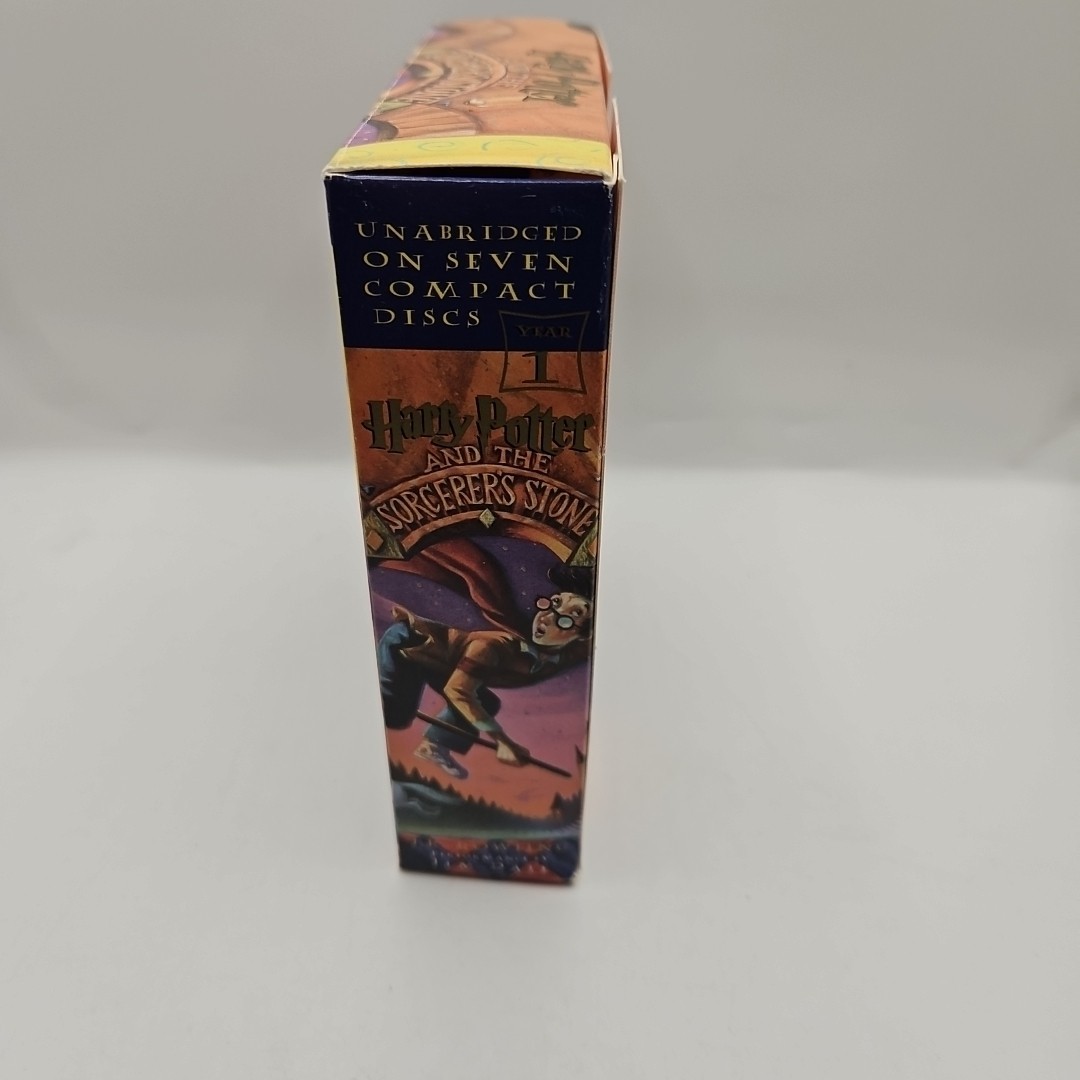 UNABRIDGED
ON SEVEN
COMPACT
DISCS
YEAR
1
Harry Potter
AND THE
SORCERER'S STONE